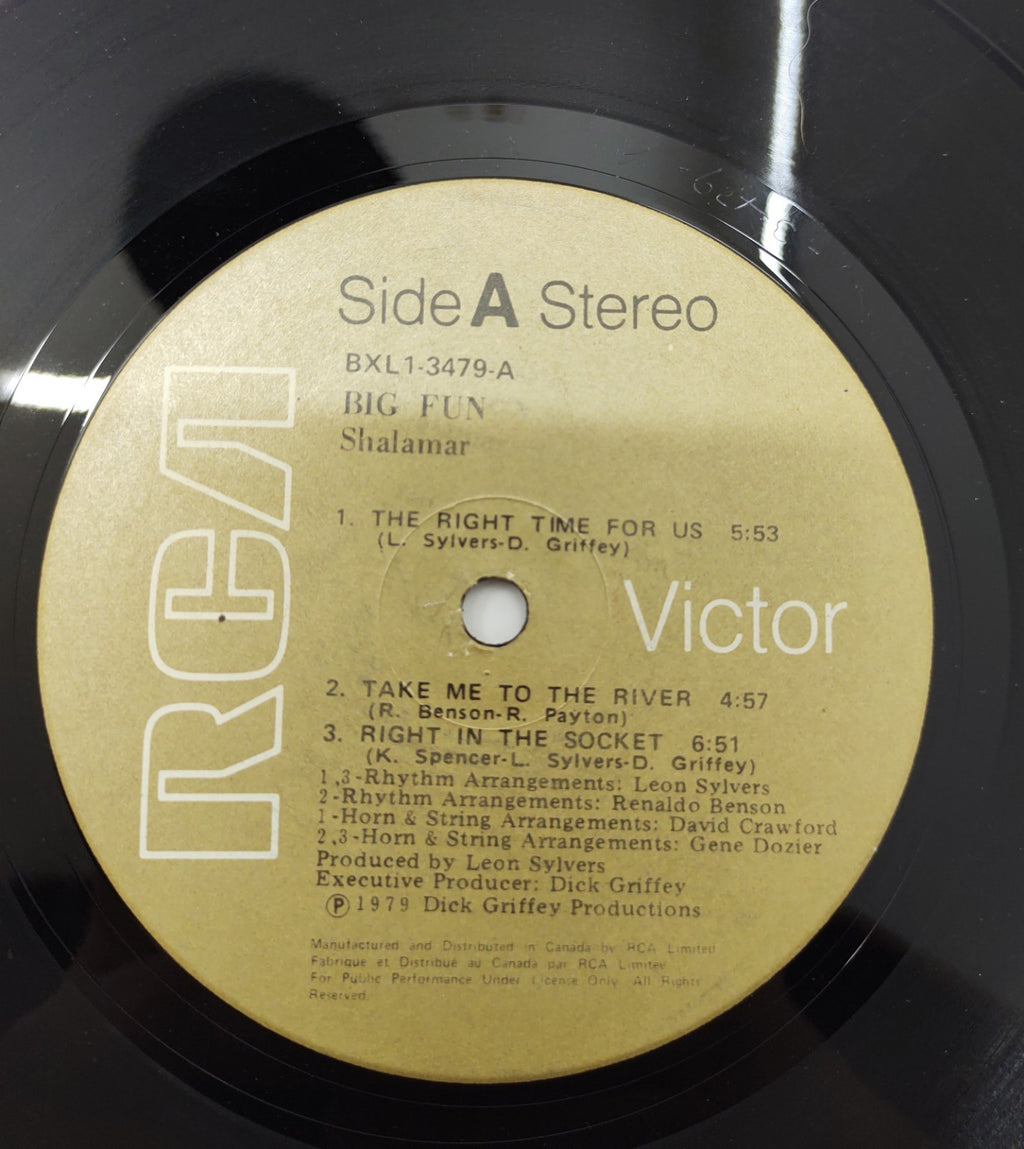 Side A Stereo
BXL1-3479-A
BIG FUN
Shalamar
1. THE RIGHT TIME FOR US 5:53
(L. Sylvers-D. Griffey)
RCA
Victor
2. TAKE ME TO THE RIVER 4:57
(R. Benson-R. Payton)
3. RIGHT IN THE SOCKET 6:51
(K. Spencer-L. Sylvers-D. Griffey)
1,3-Rhythm Arrangements: Leon Sylvers
2-Rhythm Arrangements: Renaldo Benson
1-Horn & String Arrangements: David Crawford
2,3-Horn & String Arrangements: Gene Dozier
Produced by Leon Sylvers
Executive Producer: Dick Griffey
Ⓟ1979 Dick Griffey Productions
Manufactured and Distributed in Canada by RCA Limited
Fabriqué et Distribué au Canada par RCA Limitee
For Public Performance Under License Only. All Rights
Reserved.